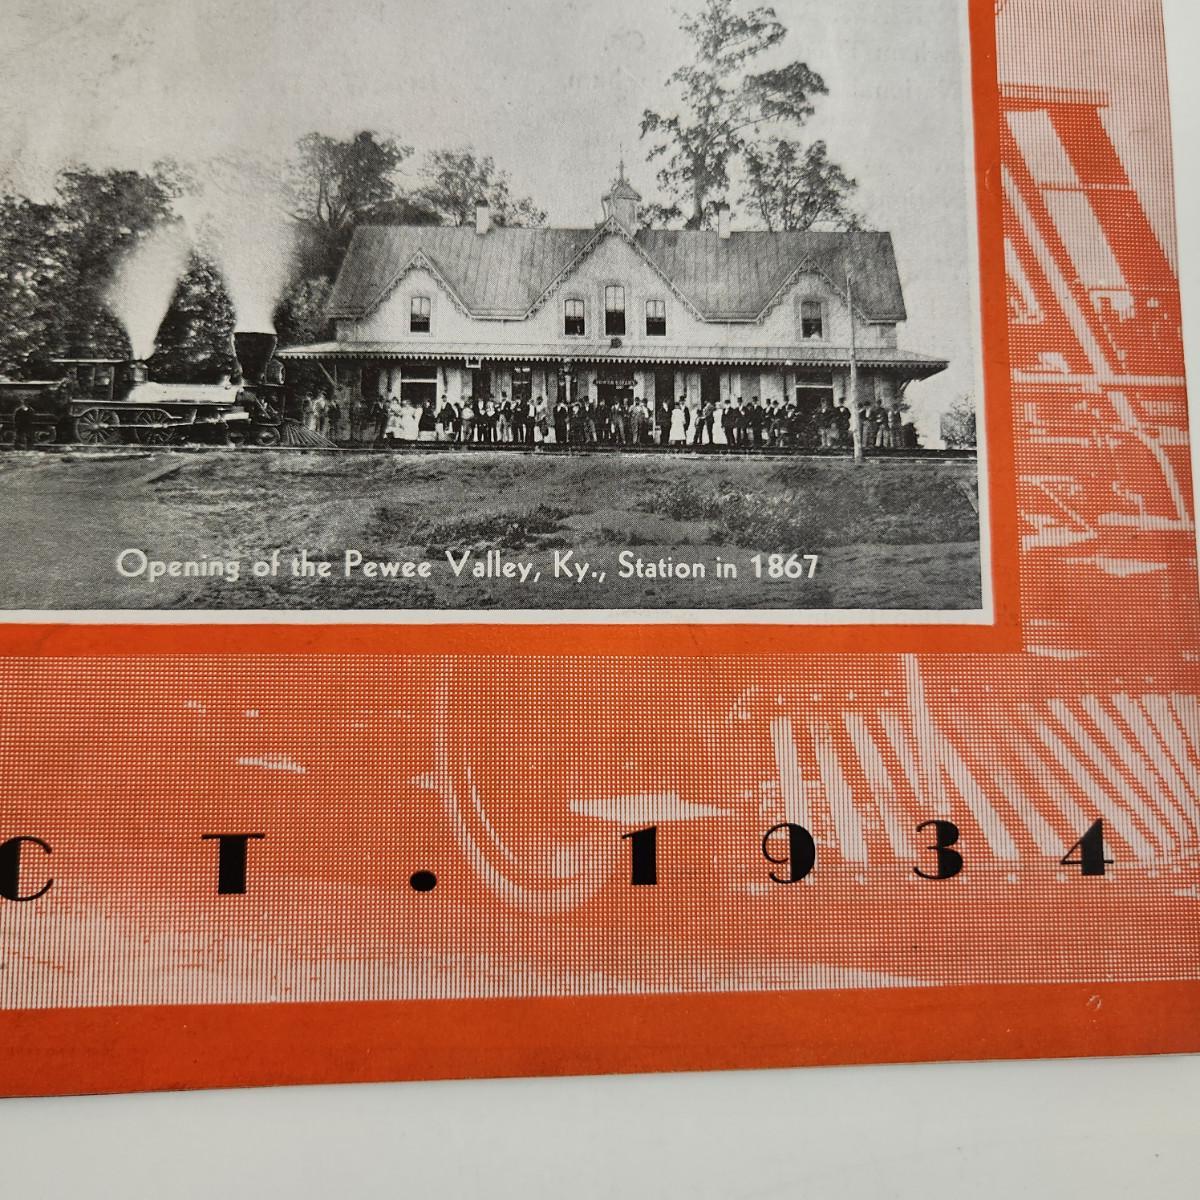 Opening of the Pewee Valley, Ky., Station in 1867
CT. 1934